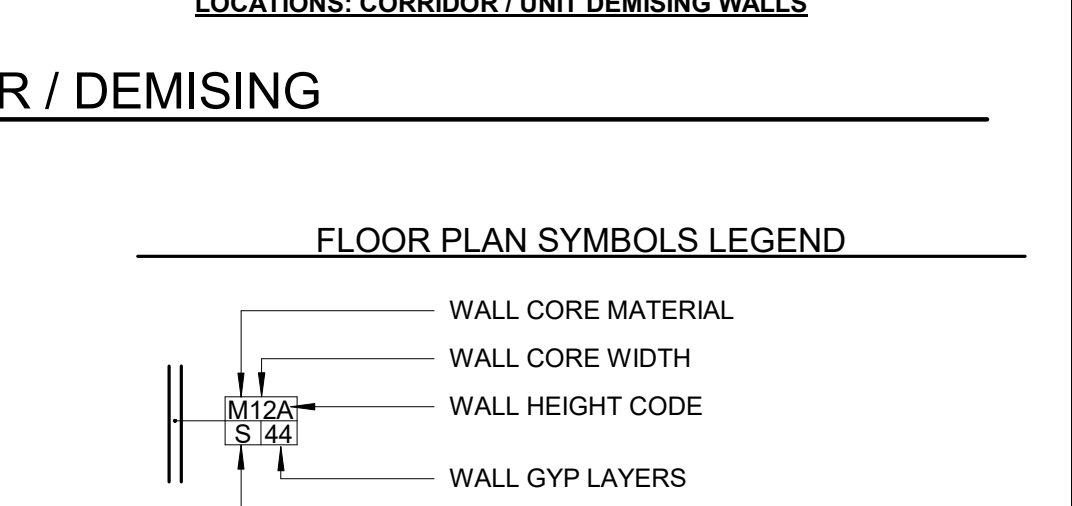 LOCATIONS: CORRIDOR / UNIT DEMISING WALLS
R / DEMISING
FLOOR PLAN SYMBOLS LEGEND
WALL CORE MATERIAL
WALL CORE WIDTH
M12A
WALL HEIGHT CODE
S 44
WALL GYP LAYERS